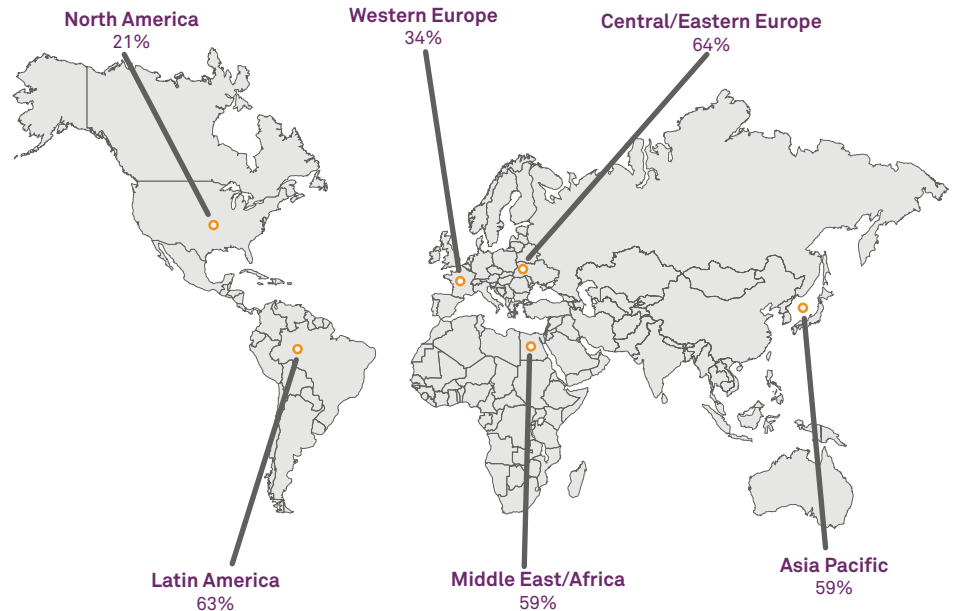 North America
21%
Western Europe
34%
Central/Eastern Europe
64%
Latin America
63%
Middle East/Africa
59%
Asia Pacific
59%